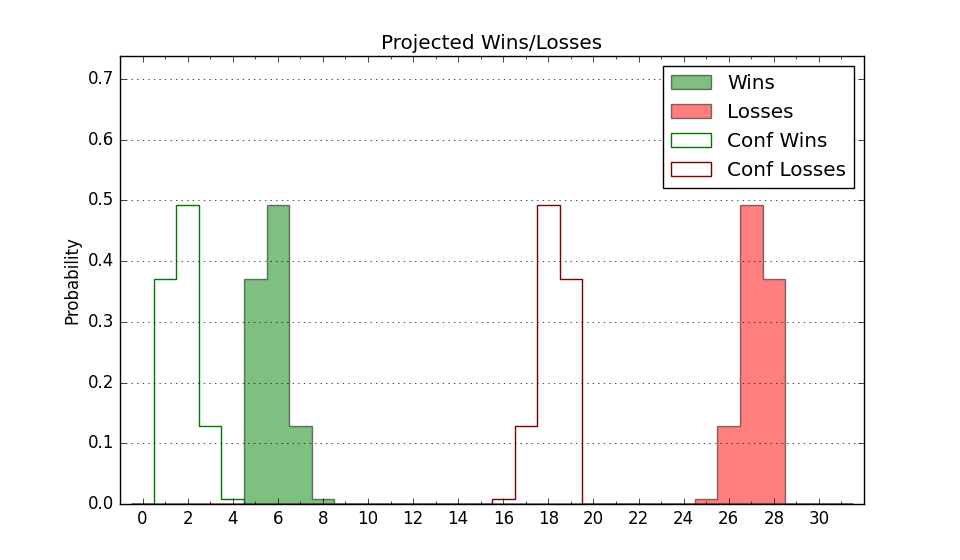 Projected Wins/Losses
Probability
0.7
0.6
0.5
0.4
0.3
0.2
0.1
0.0
0 2 4 6 8 10 12 14 16 18 20 22 24 26 28 30
Wins
Losses
Conf Wins
Conf Losses